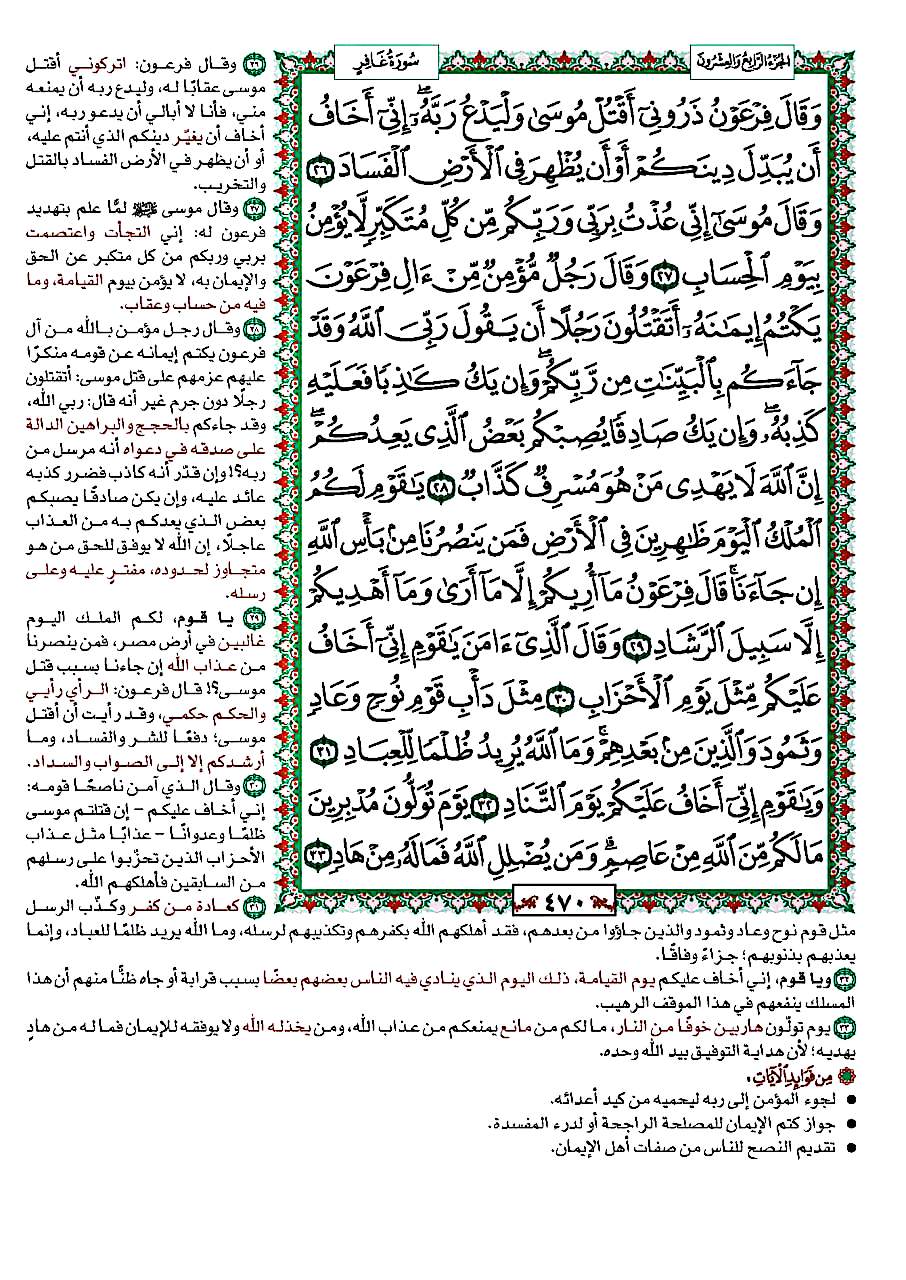 الجزء الرابع والعشرون
سورة غافر
وَقَالَ فِرْعَوْنُ ذَرُونِىٓ أَقْتُلْ مُوسَىٰ وَلْيَدْعُ رَبَّهُۥٓ ۖ إِنِّىٓ أَخَافُ
أَن يُبَدِّلَ دِينَكُمْ أَوْ أَن يُظْهِرَ فِى ٱلْأَرْضِ ٱلْفَسَادَ ٢٦
وَقَالَ مُوسَىٰٓ إِنِّى عُذْتُ بِرَبِّى وَرَبِّكُم مِّن كُلِّ مُتَكَبِّرٍ لَّا يُؤْمِنُ
بِيَوْمِ ٱلْحِسَابِ ٢٧ وَقَالَ رَجُلٌ مُّؤْمِنٌ مِّنْ ءَالِ فِرْعَوْنَ
يَكْتُمُ إِيمَٰنَهُۥٓ أَتَقْتُلُونَ رَجُلًا أَن يَقُولَ رَبِّىَ ٱللَّهُ وَقَدْ
جَآءَكُم بِٱلْبَيِّنَٰتِ مِن رَّبِّكُمْ ۖ وَإِن يَكُ كَٰذِبًا فَعَلَيْهِ
كَذِبُهُۥ ۖ وَإِن يَكُ صَادِقًا يُصِبْكُم بَعْضُ ٱلَّذِى يَعِدُكُمْ ۖ
إِنَّ ٱللَّهَ لَا يَهْدِى مَنْ هُوَ مُسْرِفٌ كَذَّابٌ ٢٨ يَٰقَوْمِ لَكُمُ
ٱلْمُلْكُ ٱلْيَوْمَ ظَٰهِرِينَ فِى ٱلْأَرْضِ فَمَن يَنصُرُنَا مِنۢ بَأْسِ ٱللَّهِ
إِن جَآءَنَا ۚ قَالَ فِرْعَوْنُ مَآ أُرِيكُمْ إِلَّا مَآ أَرَىٰ وَمَآ أَهْدِيكُمْ
إِلَّا سَبِيلَ ٱلرَّشَادِ ٢٩ وَقَالَ ٱلَّذِىٓ ءَامَنَ يَٰقَوْمِ إِنِّىٓ أَخَافُ
عَلَيْكُم مِّثْلَ يَوْمِ ٱلْأَحْزَابِ ٣٠ مِثْلَ دَأْبِ قَوْمِ نُوحٍ وَعَادٍ
وَثَمُودَ وَٱلَّذِينَ مِنۢ بَعْدِهِمْ ۚ وَمَا ٱللَّهُ يُرِيدُ ظُلْمًا لِّلْعِبَادِ ٣١
وَيَٰقَوْمِ إِنِّىٓ أَخَافُ عَلَيْكُمْ يَوْمَ ٱلتَّنَادِ ٣٢ يَوْمَ تُوَلُّونَ مُدْبِرِينَ
مَا لَكُم مِّنَ ٱللَّهِ مِنْ عَاصِمٍ ۗ وَمَن يُضْلِلِ ٱللَّهُ فَمَا لَهُۥ مِنْ هَادٍ ٣٣
٤٧٠
٢٦ وقال فرعون: اتركوني أقتل
موسى عقابًا له، وليدع ربه أن يمنعه
مني، فأنا لا أبالي أن يدعو ربه، إني
أخاف أن يغيّر دينكم الذي أنتم عليه،
أو أن يظهر في الأرض الفساد بالقتل
والتخريب.
٢٧ وقال موسى ﷺ لمَّا علم بتهديد
فرعون له: إني التجأت واعتصمت
بربي وربكم من كل متكبر عن الحق
والإيمان به، لا يؤمن بيوم القيامة، وما
فيه من حساب وعقاب.
٢٨ وقال رجل مؤمن بالله من آل
فرعون يكتم إيمانه عن قومه منكرًا
عليهم عزمهم على قتل موسى: أتقتلون
رجلًا دون جرم غير أنه قال: ربي الله،
وقد جاءكم بالحجج والبراهين الدالة
على صدقه في دعواه أنه مرسل من
ربه؟! وإن قدّر أنه كاذب فضرر كذبه
عائد عليه، وإن يكن صادقًا يصبكم
بعض الذي يعدكم به من العذاب
عاجلًا، إن الله لا يوفق للحق من هو
متجاوز لحدوده، مفترٍ عليه وعلى
رسله.
٢٩ يا قوم، لكم الملك اليوم
غالبين في أرض مصر، فمن ينصرنا
من عذاب الله إن جاءنا بسبب قتل
موسى؟! قال فرعون: الرأي رأيي
والحكم حكمي، وقد رأيت أن أقتل
موسى؛ دفعًا للشر والفساد، وما
أرشدكم إلا إلى الصواب والسداد.
٣٠ وقال الذي آمن ناصحًا قومه:
إني أخاف عليكم - إن قتلتم موسى
ظلمًا وعدوانًا - عذابًا مثل عذاب
الأحزاب الذين تحزّبوا على رسلهم
من السابقين فأهلكهم الله.
٣١ كعادة من كفر وكذّب الرسل
مثل قوم نوح وعاد وثمود والذين جاؤوا من بعدهم، فقد أهلكهم الله بكفرهم وتكذيبهم لرسله، وما الله يريد ظلمًا للعباد، وإنما
يعذبهم بذنوبهم؛ جزاءً وفاقًا.
٣٢ ويا قوم، إني أخاف عليكم يوم القيامة، ذلك اليوم الذي ينادي فيه الناس بعضهم بعضًا بسبب قرابة أو جاه ظنًّا منهم أن هذا
المسلك ينفعهم في هذا الموقف الرهيب.
٣٣ يوم تولّون هاربين خوفًا من النار، ما لكم من مانع يمنعكم من عذاب الله، ومن يخذله الله ولا يوفقه للإيمان فما له من هادٍ
يهديه؛ لأن هداية التوفيق بيد الله وحده.
من فوائد الآيات:
● لجوء المؤمن إلى ربه ليحميه من كيد أعدائه.
● جواز كتم الإيمان للمصلحة الراجحة أو لدرء المفسدة.
● تقديم النصح للناس من صفات أهل الإيمان.